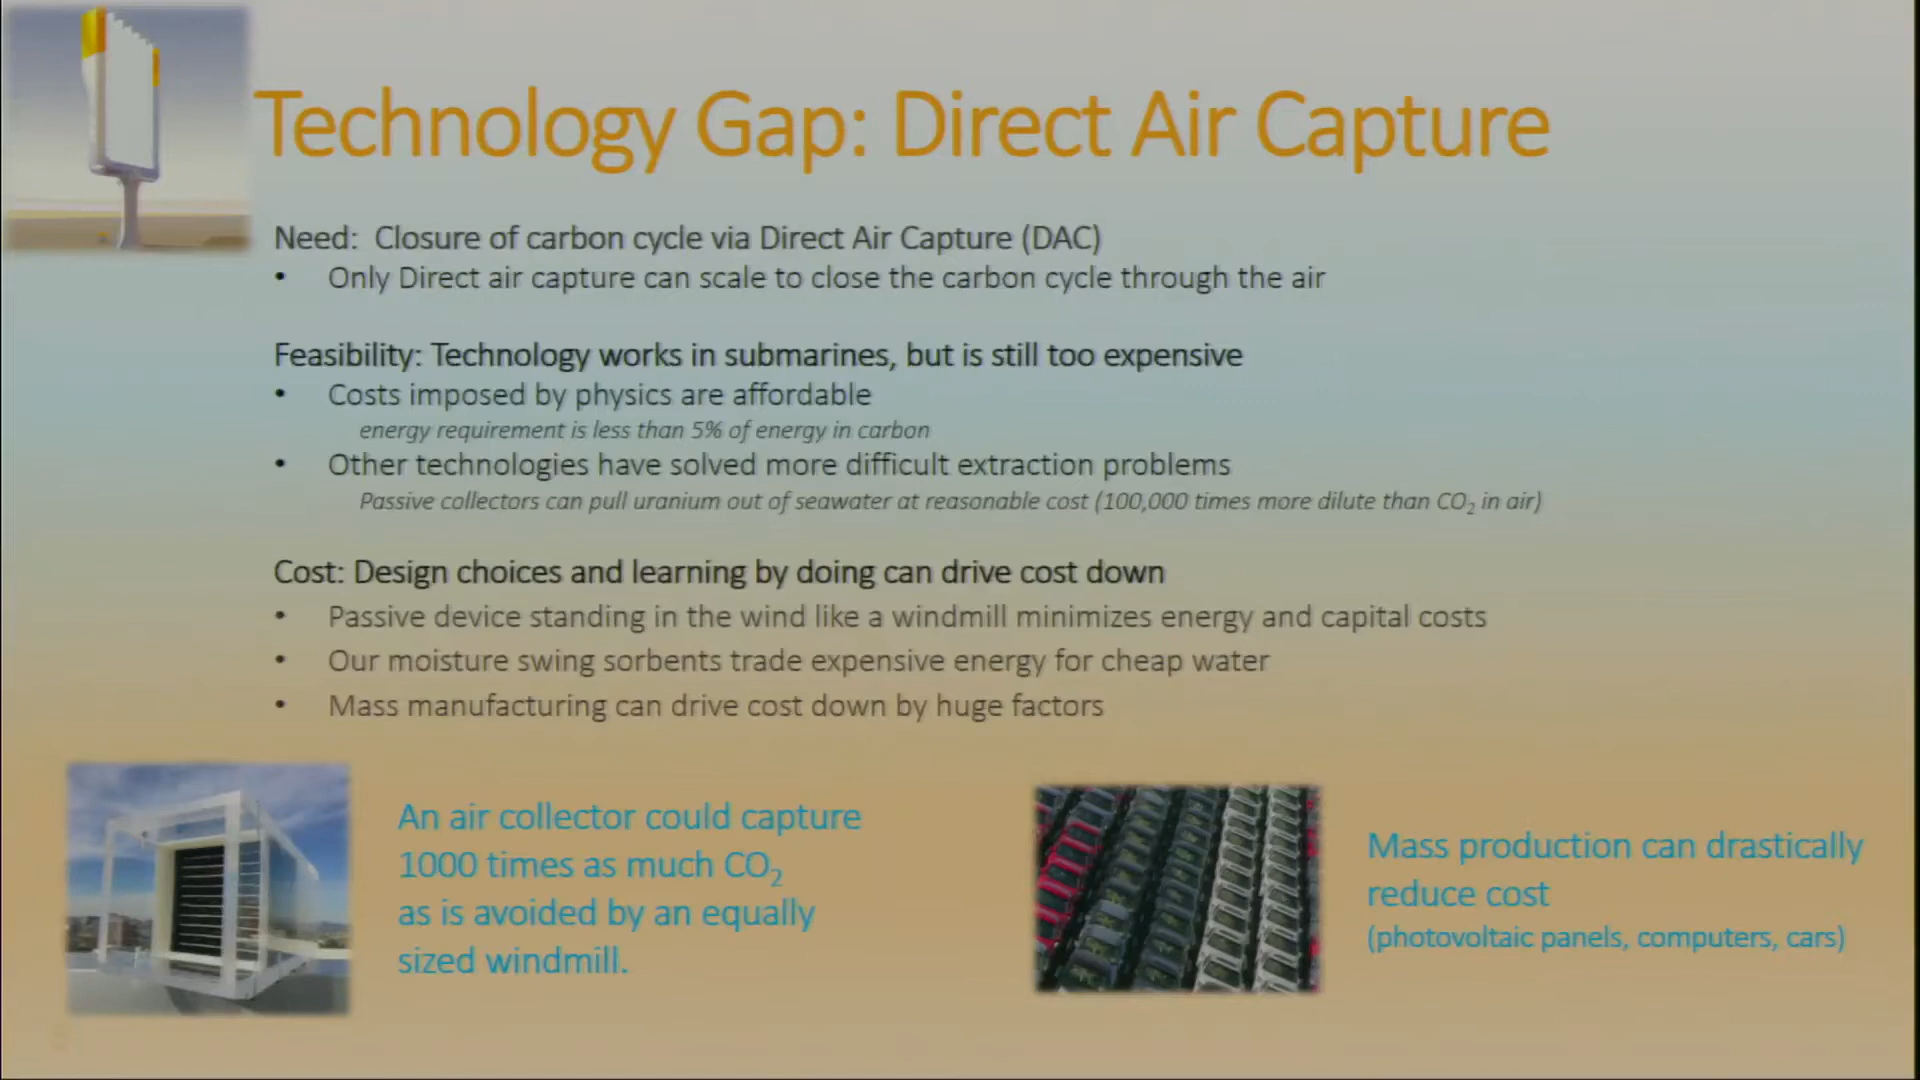 Technology Gap: Direct Air Capture
Need: Closure of carbon cycle via Direct Air Capture (DAC)
• Only Direct air capture can scale to close the carbon cycle through the air
Feasibility: Technology works in submarines, but is still too expensive
• Costs imposed by physics are affordable
energy requirement is less than 5% of energy in carbon
• Other technologies have solved more difficult extraction problems
Passive collectors can pull uranium out of seawater at reasonable cost (100,000 times more dilute than CO₂ in air)
Cost: Design choices and learning by doing can drive cost down
• Passive device standing in the wind like a windmill minimizes energy and capital costs
• Our moisture swing sorbents trade expensive energy for cheap water
• Mass manufacturing can drive cost down by huge factors
An air collector could capture
1000 times as much CO₂
as is avoided by an equally
sized windmill.
Mass production can drastically
reduce cost
(photovoltaic panels, computers, cars)